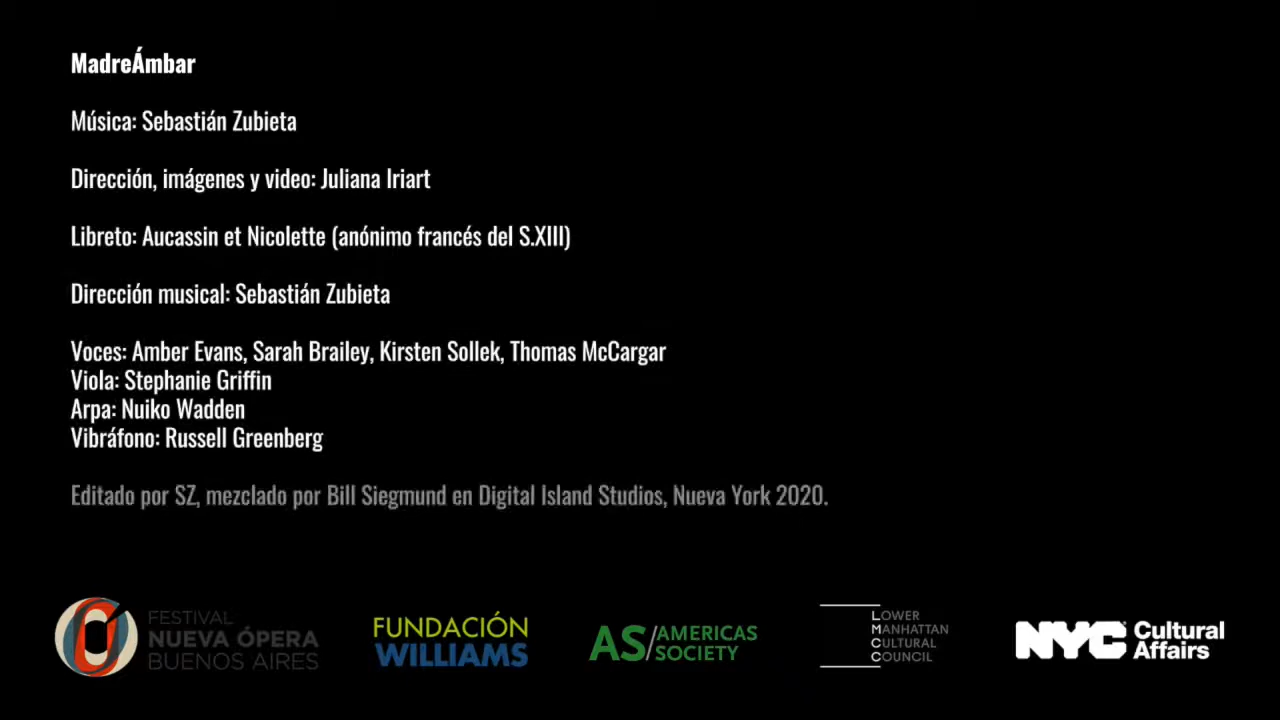 MadreÁmbar
Música: Sebastián Zubieta
Dirección, imágenes y video: Juliana Iriart
Libreto: Aucassin et Nicolette (anónimo francés del S.XIII)
Dirección musical: Sebastián Zubieta
Voces: Amber Evans, Sarah Brailey, Kirsten Sollek, Thomas McCargar
Viola: Stephanie Griffin
Arpa: Nuiko Wadden
Vibráfono: Russell Greenberg
Editado por SZ, mezclado por Bill Siegmund en Digital Island Studios, Nueva York 2020.
FESTIVAL
NUEVA ÓPERA
BUENOS AIRES
FUNDACIÓN
WILLIAMS
AS/AMERICAS
SOCIETY
LOWER
MANHATTAN
CULTURAL
COUNCIL
NYC Cultural
Affairs